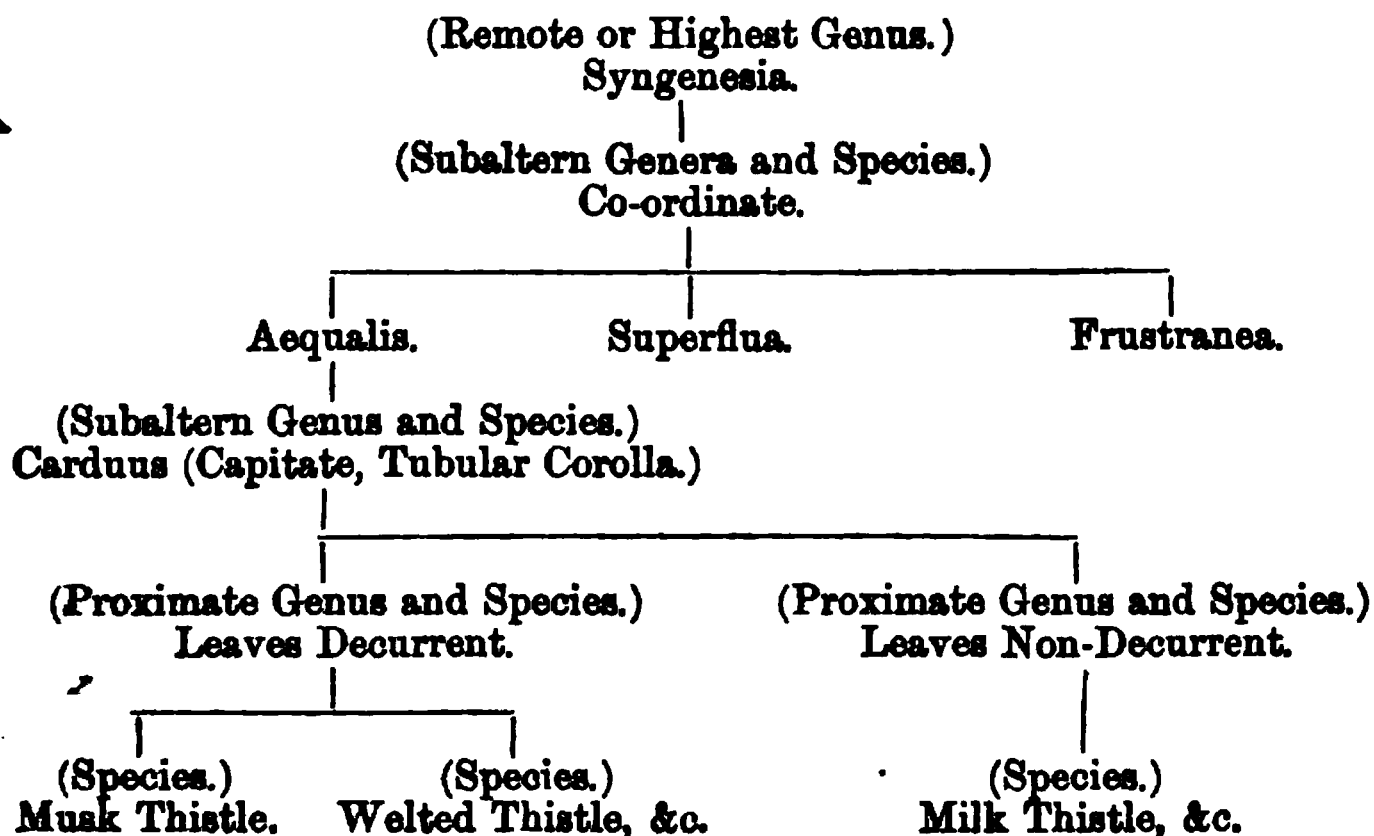 (Remote or Highest Genus.)
Syngenesia.
(Subaltern Genera and Species.)
Co-ordinate.
Aequalis. Superflua. Frustranea.
(Subaltern Genus and Species.)
Carduus (Capitate, Tubular Corolla.)
(Proximate Genus and Species.) (Proximate Genus and Species.)
Leaves Decurrent. Leaves Non-Decurrent.
(Species.) (Species.) (Species.)
Musk Thistle. Welted Thistle, &c. Milk Thistle, &c.